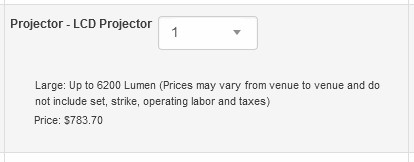 Projector - LCD Projector 1
Large: Up to 6200 Lumen (Prices may vary from venue to venue and do
not include set, strike, operating labor and taxes)
Price: $783.70